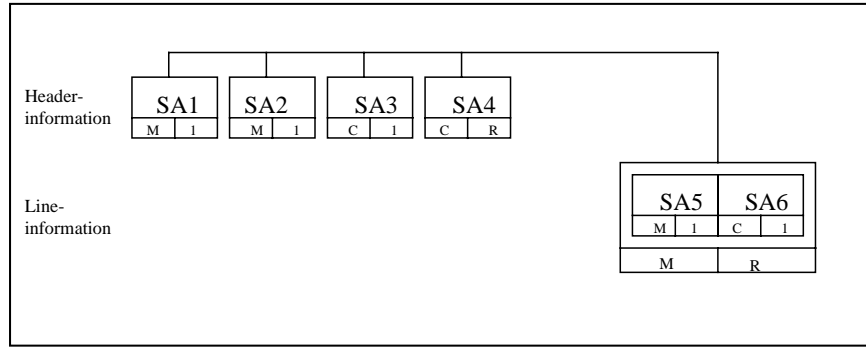 Header-
information
SA1 SA2 SA3 SA4
M 1 M 1 C 1 C R
Line-
information
SA5 SA6
M 1 C 1
M R